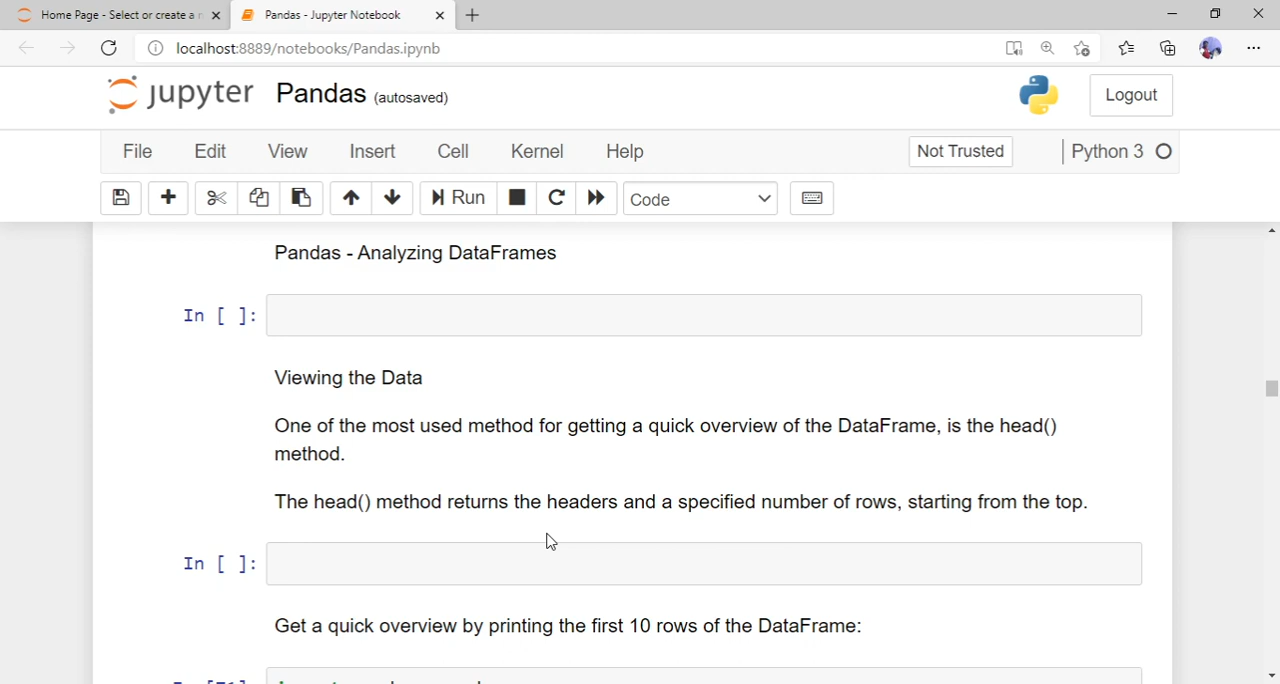 Home Page - Select or create a n
Pandas - Jupyter Notebook
localhost:8889/notebooks/Pandas.ipynb
jupyter Pandas (autosaved)
Logout
File Edit View Insert Cell Kernel Help
Not Trusted
Python 3
Run
Code
Pandas - Analyzing DataFrames
In [ ]:
Viewing the Data
One of the most used method for getting a quick overview of the DataFrame, is the head()
method.
The head() method returns the headers and a specified number of rows, starting from the top.
In [ ]:
Get a quick overview by printing the first 10 rows of the DataFrame: